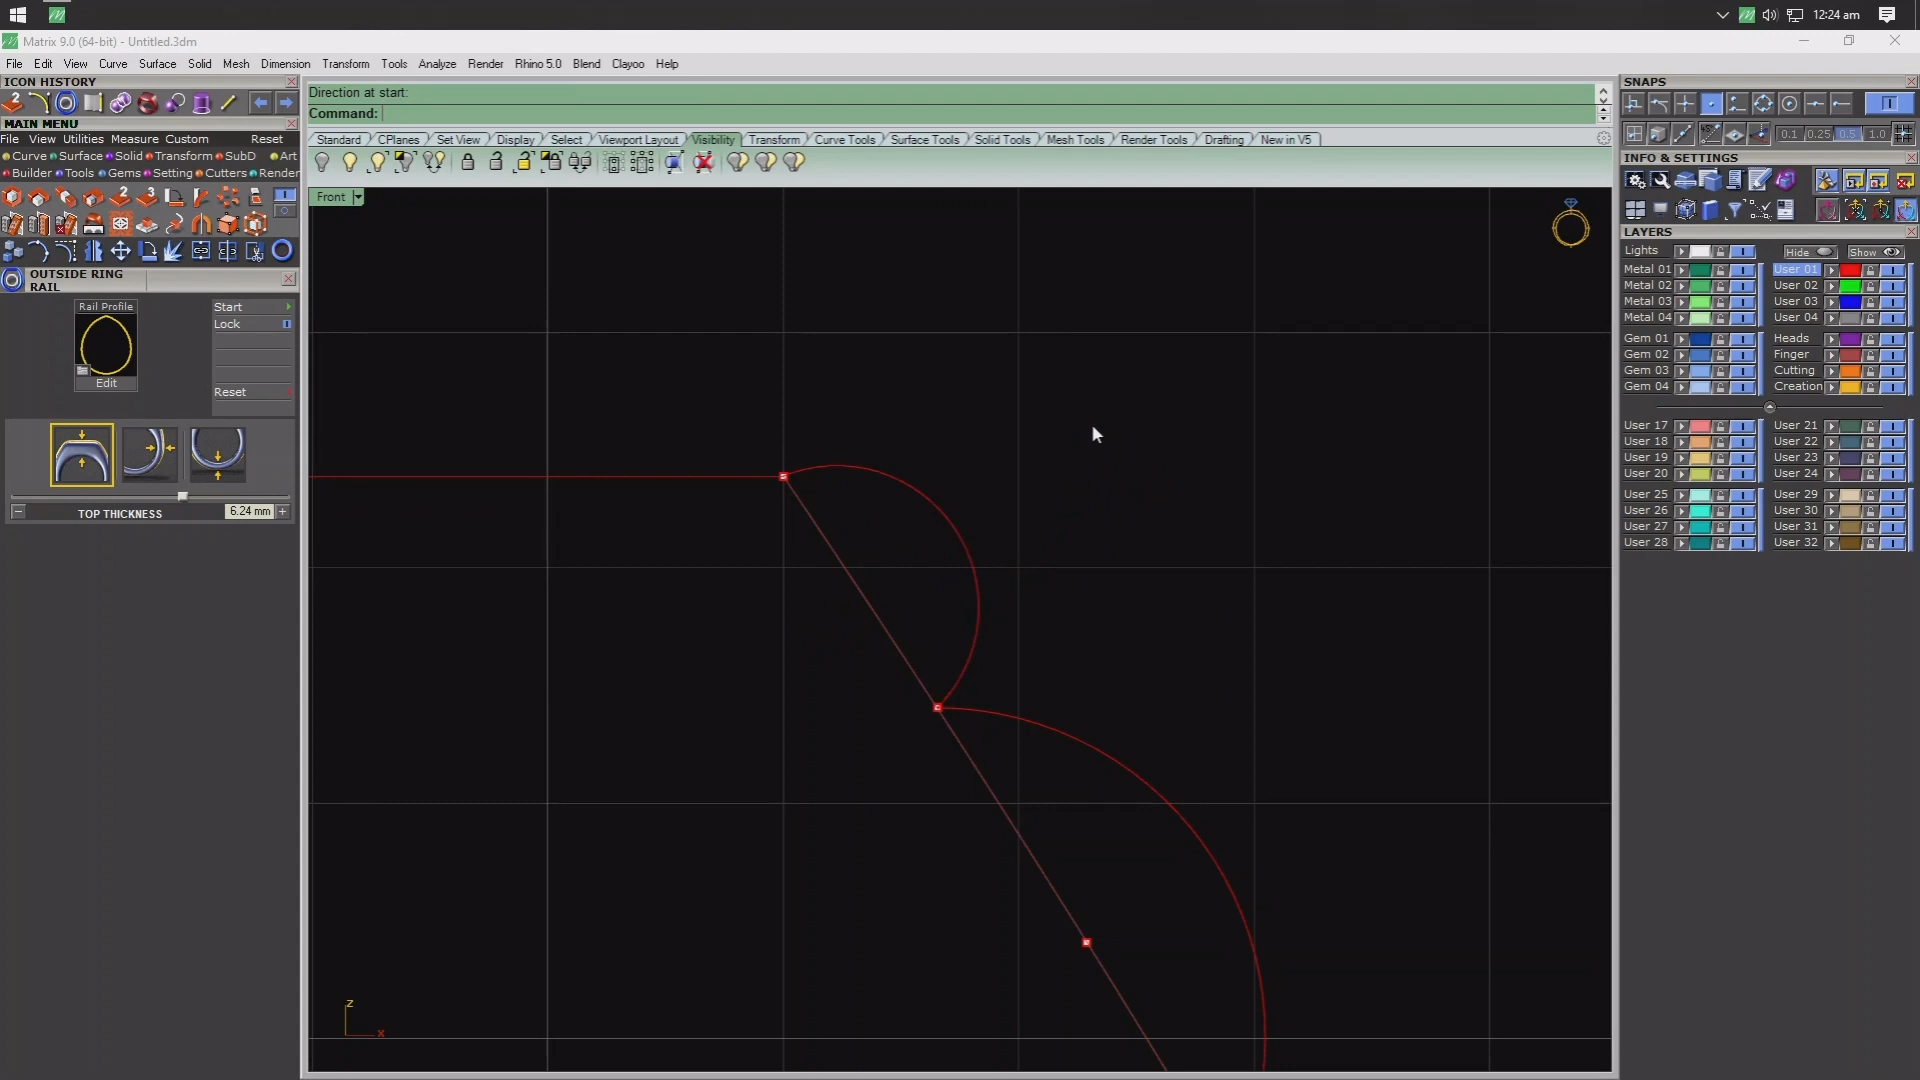 12:24 am
Matrix 9.0 (64-bit) - Untitled.3dm
File Edit View Curve Surface Solid Mesh Dimension Transform Tools Analyze Render Rhino 5.0 Blend Clayoo Help
ICON HISTORY
Direction at start:
Command:
MAIN MENU
File View Utilities Measure Custom Reset
Curve Surface Solid Transform SubD Art
Builder Tools Gems Setting Cutters Render
Standard CPlanes Set View Display Select Viewport Layout Visibility Transform Curve Tools Surface Tools Solid Tools Mesh Tools Render Tools Drafting New in V5
2 3
OUTSIDE RING RAIL
Rail Profile
Edit
Start
Lock
Reset
TOP THICKNESS 6.24 mm
Front
z
x
SNAPS
0.1 0.25 0.5 1.0
INFO & SETTINGS
LAYERS
Lights Hide Show
Metal 01 User 01
Metal 02 User 02
Metal 03 User 03
Metal 04 User 04
Gem 01 Heads
Gem 02 Finger
Gem 03 Cutting
Gem 04 Creation
User 17 User 21
User 18 User 22
User 19 User 23
User 20 User 24
User 25 User 29
User 26 User 30
User 27 User 31
User 28 User 32